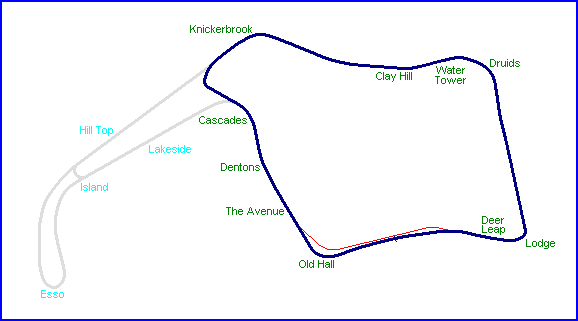 Knickerbrook
Clay Hill
Water
Tower
Druids
Hill Top
Cascades
Lakeside
Dentons
Island
The Avenue
Deer
Leap
Lodge
Old Hall
Esso